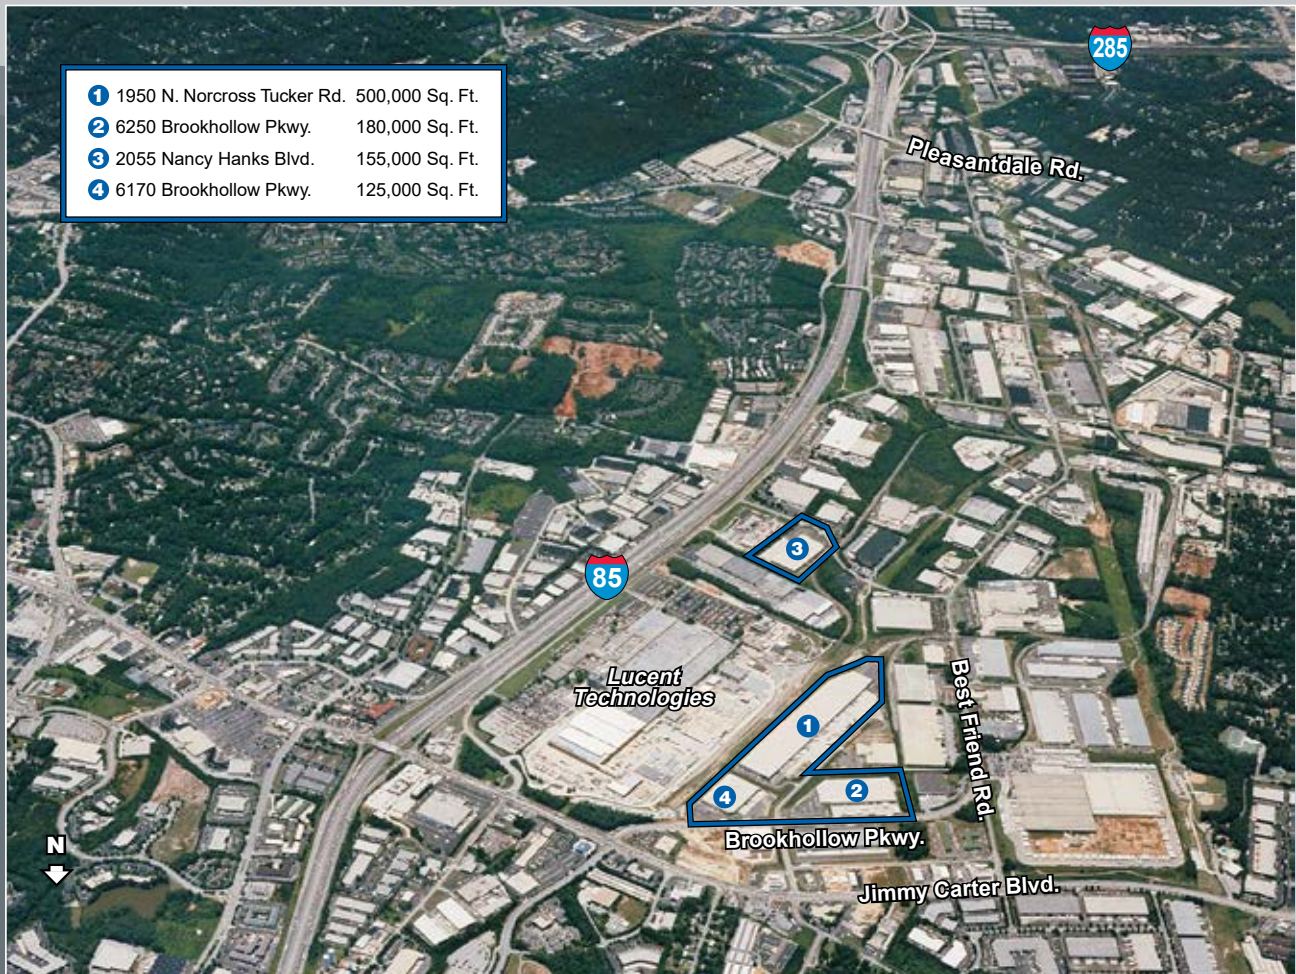 285
1 1950 N. Norcross Tucker Rd. 500,000 Sq. Ft.
2 6250 Brookhollow Pkwy. 180,000 Sq. Ft.
3 2055 Nancy Hanks Blvd. 155,000 Sq. Ft.
4 6170 Brookhollow Pkwy. 125,000 Sq. Ft.
Pleasantdale Rd.
3
85
Lucent
Technologies
Best Friend Rd.
1
2
4
Brookhollow Pkwy.
N
Jimmy Carter Blvd.